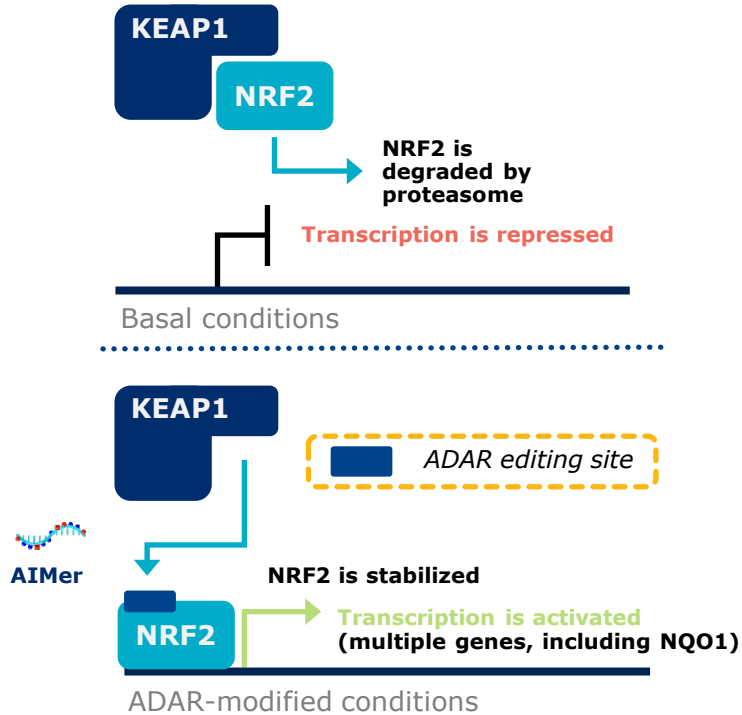 KEAP1
NRF2
NRF2 is
degraded by
proteasome
Transcription is repressed
Basal conditions
KEAP1
ADAR editing site
AIMer
NRF2 is stabilized
NRF2
Transcription is activated
(multiple genes, including NQO1)
ADAR-modified conditions